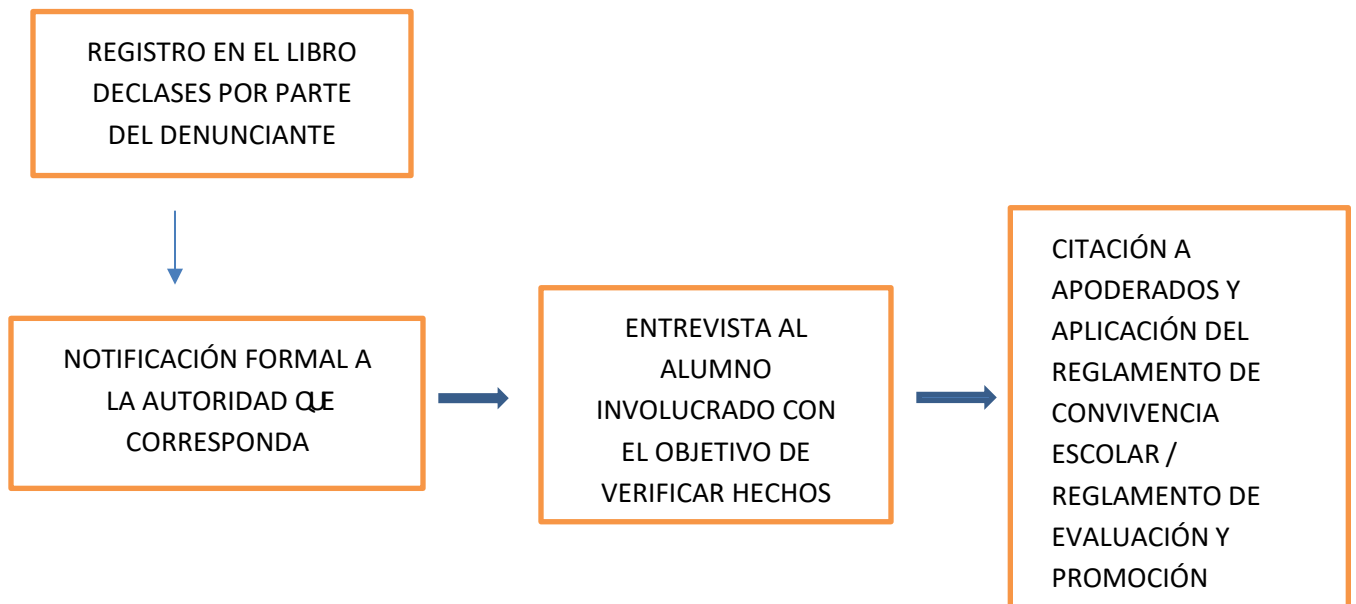 REGISTRO EN EL LIBRO
DECLASES POR PARTE
DEL DENUNCIANTE
NOTIFICACIÓN FORMAL A
LA AUTORIDAD QUE
CORRESPONDA
ENTREVISTA AL
ALUMNO
INVOLUCRADO CON
EL OBJETIVO DE
VERIFICAR HECHOS
CITACIÓN A
APODERADOS Y
APLICACIÓN DEL
REGLAMENTO DE
CONVIVENCIA
ESCOLAR /
REGLAMENTO DE
EVALUACIÓN Y
PROMOCIÓN